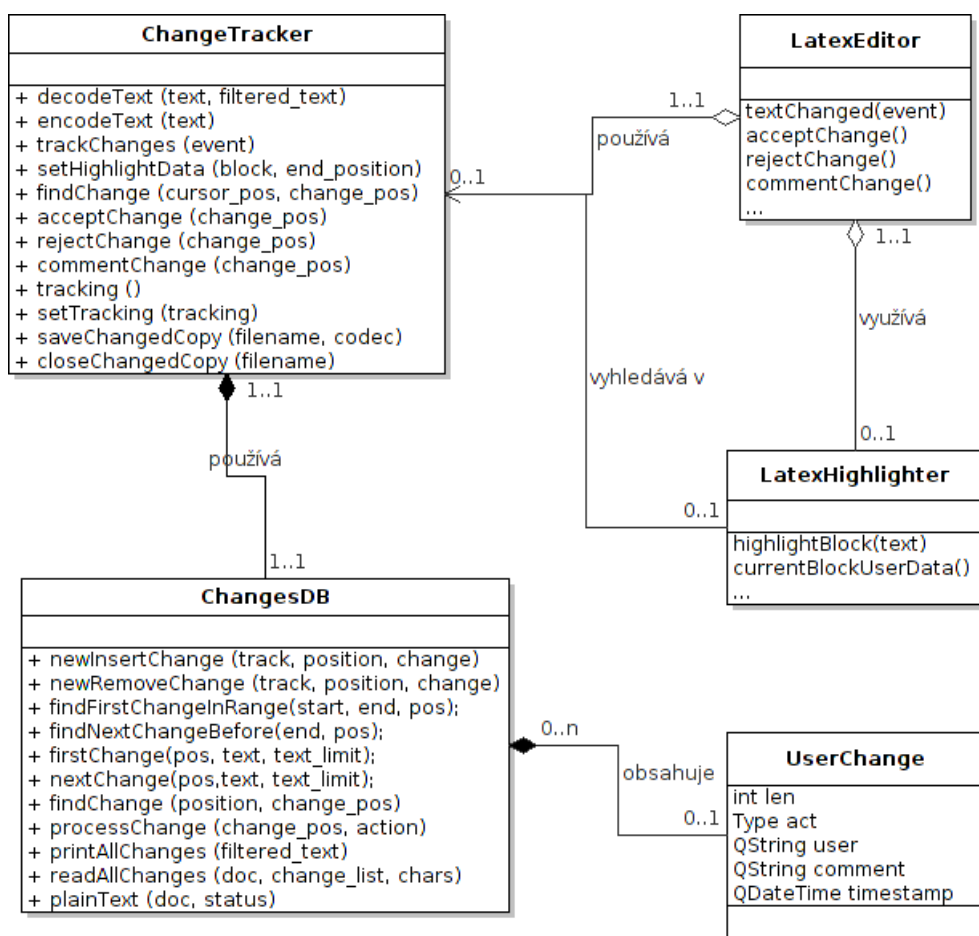 ChangeTracker
+ decodeText (text, filtered_text)
+ encodeText (text)
+ trackChanges (event)
+ setHighlightData (block, end_position)
+ findChange (cursor_pos, change_pos)
+ acceptChange (change_pos)
+ rejectChange (change_pos)
+ commentChange (change_pos)
+ tracking ()
+ setTracking (tracking)
+ saveChangedCopy (filename, codec)
+ closeChangedCopy (filename)
LatexEditor
textChanged(event)
acceptChange()
rejectChange()
commentChange()
...
1..1
používá
0..1
1..1
využívá
vyhledává v
0..1
1..1
používá
1..1
LatexHighlighter
highlightBlock(text)
currentBlockUserData()
...
0..1
ChangesDB
+ newInsertChange (track, position, change)
+ newRemoveChange (track, position, change)
+ findFirstChangeInRange(start, end, pos);
+ findNextChangeBefore(end, pos);
+ firstChange(pos, text, text_limit);
+ nextChange(pos,text, text_limit);
+ findChange (position, change_pos)
+ processChange (change_pos, action)
+ printAllChanges (filtered_text)
+ readAllChanges (doc, change_list, chars)
+ plainText (doc, status)
0..n
obsahuje
0..1
UserChange
int len
Type act
QString user
QString comment
QDateTime timestamp